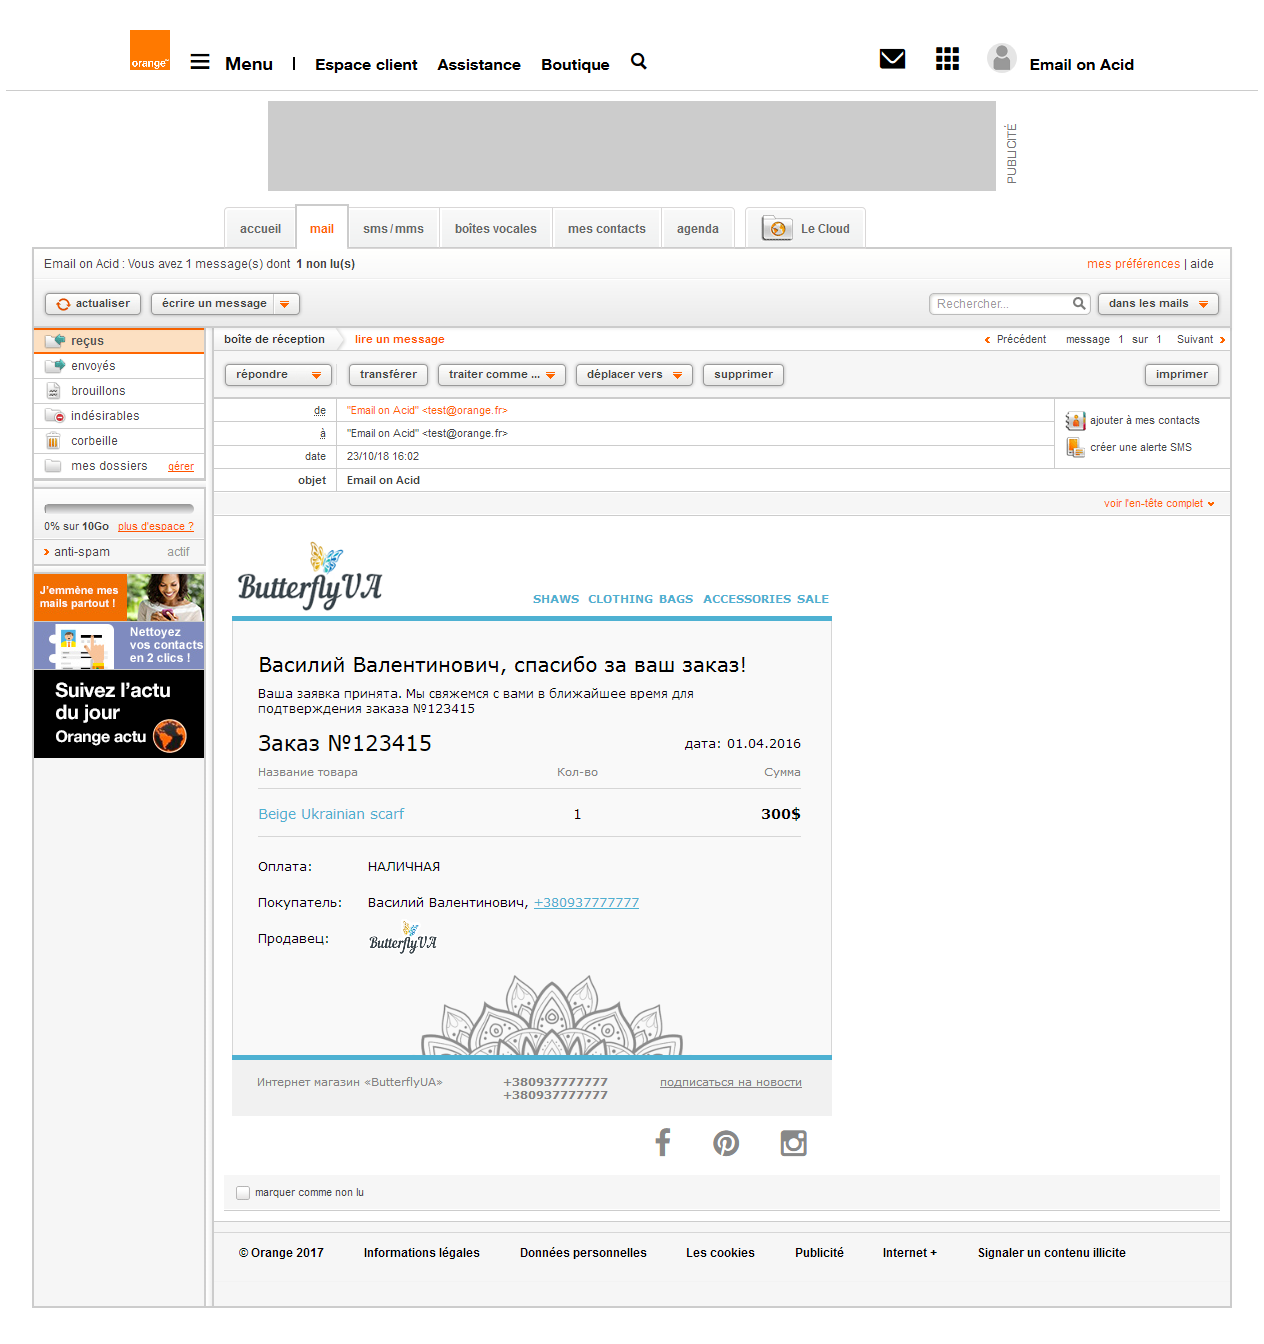 orange™
Menu | Espace client Assistance Boutique
Email on Acid
PUBLICITÉ
accueil mail sms/mms boîtes vocales mes contacts agenda Le Cloud
Email on Acid : Vous avez 1 message(s) dont 1 non lu(s)
mes préférences | aide
actualiser écrire un message
Rechercher... dans les mails
reçus
envoyés
brouillons
indésirables
corbeille
mes dossiers gérer
0% sur 10Go plus d'espace ?
anti-spam actif
J'emmène mes
mails partout !
Nettoyez
vos contacts
en 2 clics !
Suivez l'actu
du jour
Orange actu
boîte de réception lire un message
Précédent message 1 sur 1 Suivant
répondre transférer traiter comme ... déplacer vers supprimer imprimer
de "Email on Acid" <test@orange.fr>
à "Email on Acid" <test@orange.fr>
date 23/10/18 16:02
objet Email on Acid
ajouter à mes contacts
créer une alerte SMS
voir l'en-tête complet
ButterflyUA
SHAWS CLOTHING BAGS ACCESSORIES SALE
Василий Валентинович, спасибо за ваш заказ!
Ваша заявка принята. Мы свяжемся с вами в ближайшее время для
подтверждения заказа №123415
Заказ №123415 дата: 01.04.2016
Название товара Кол-во Сумма
Beige Ukrainian scarf 1 300$
Оплата: НАЛИЧНАЯ
Покупатель: Василий Валентинович, +380937777777
Продавец: ButterflyUA
Интернет магазин «ButterflyUA» +380937777777 подписаться на новости
+380937777777
marquer comme non lu
© Orange 2017 Informations légales Données personnelles Les cookies Publicité Internet + Signaler un contenu illicite